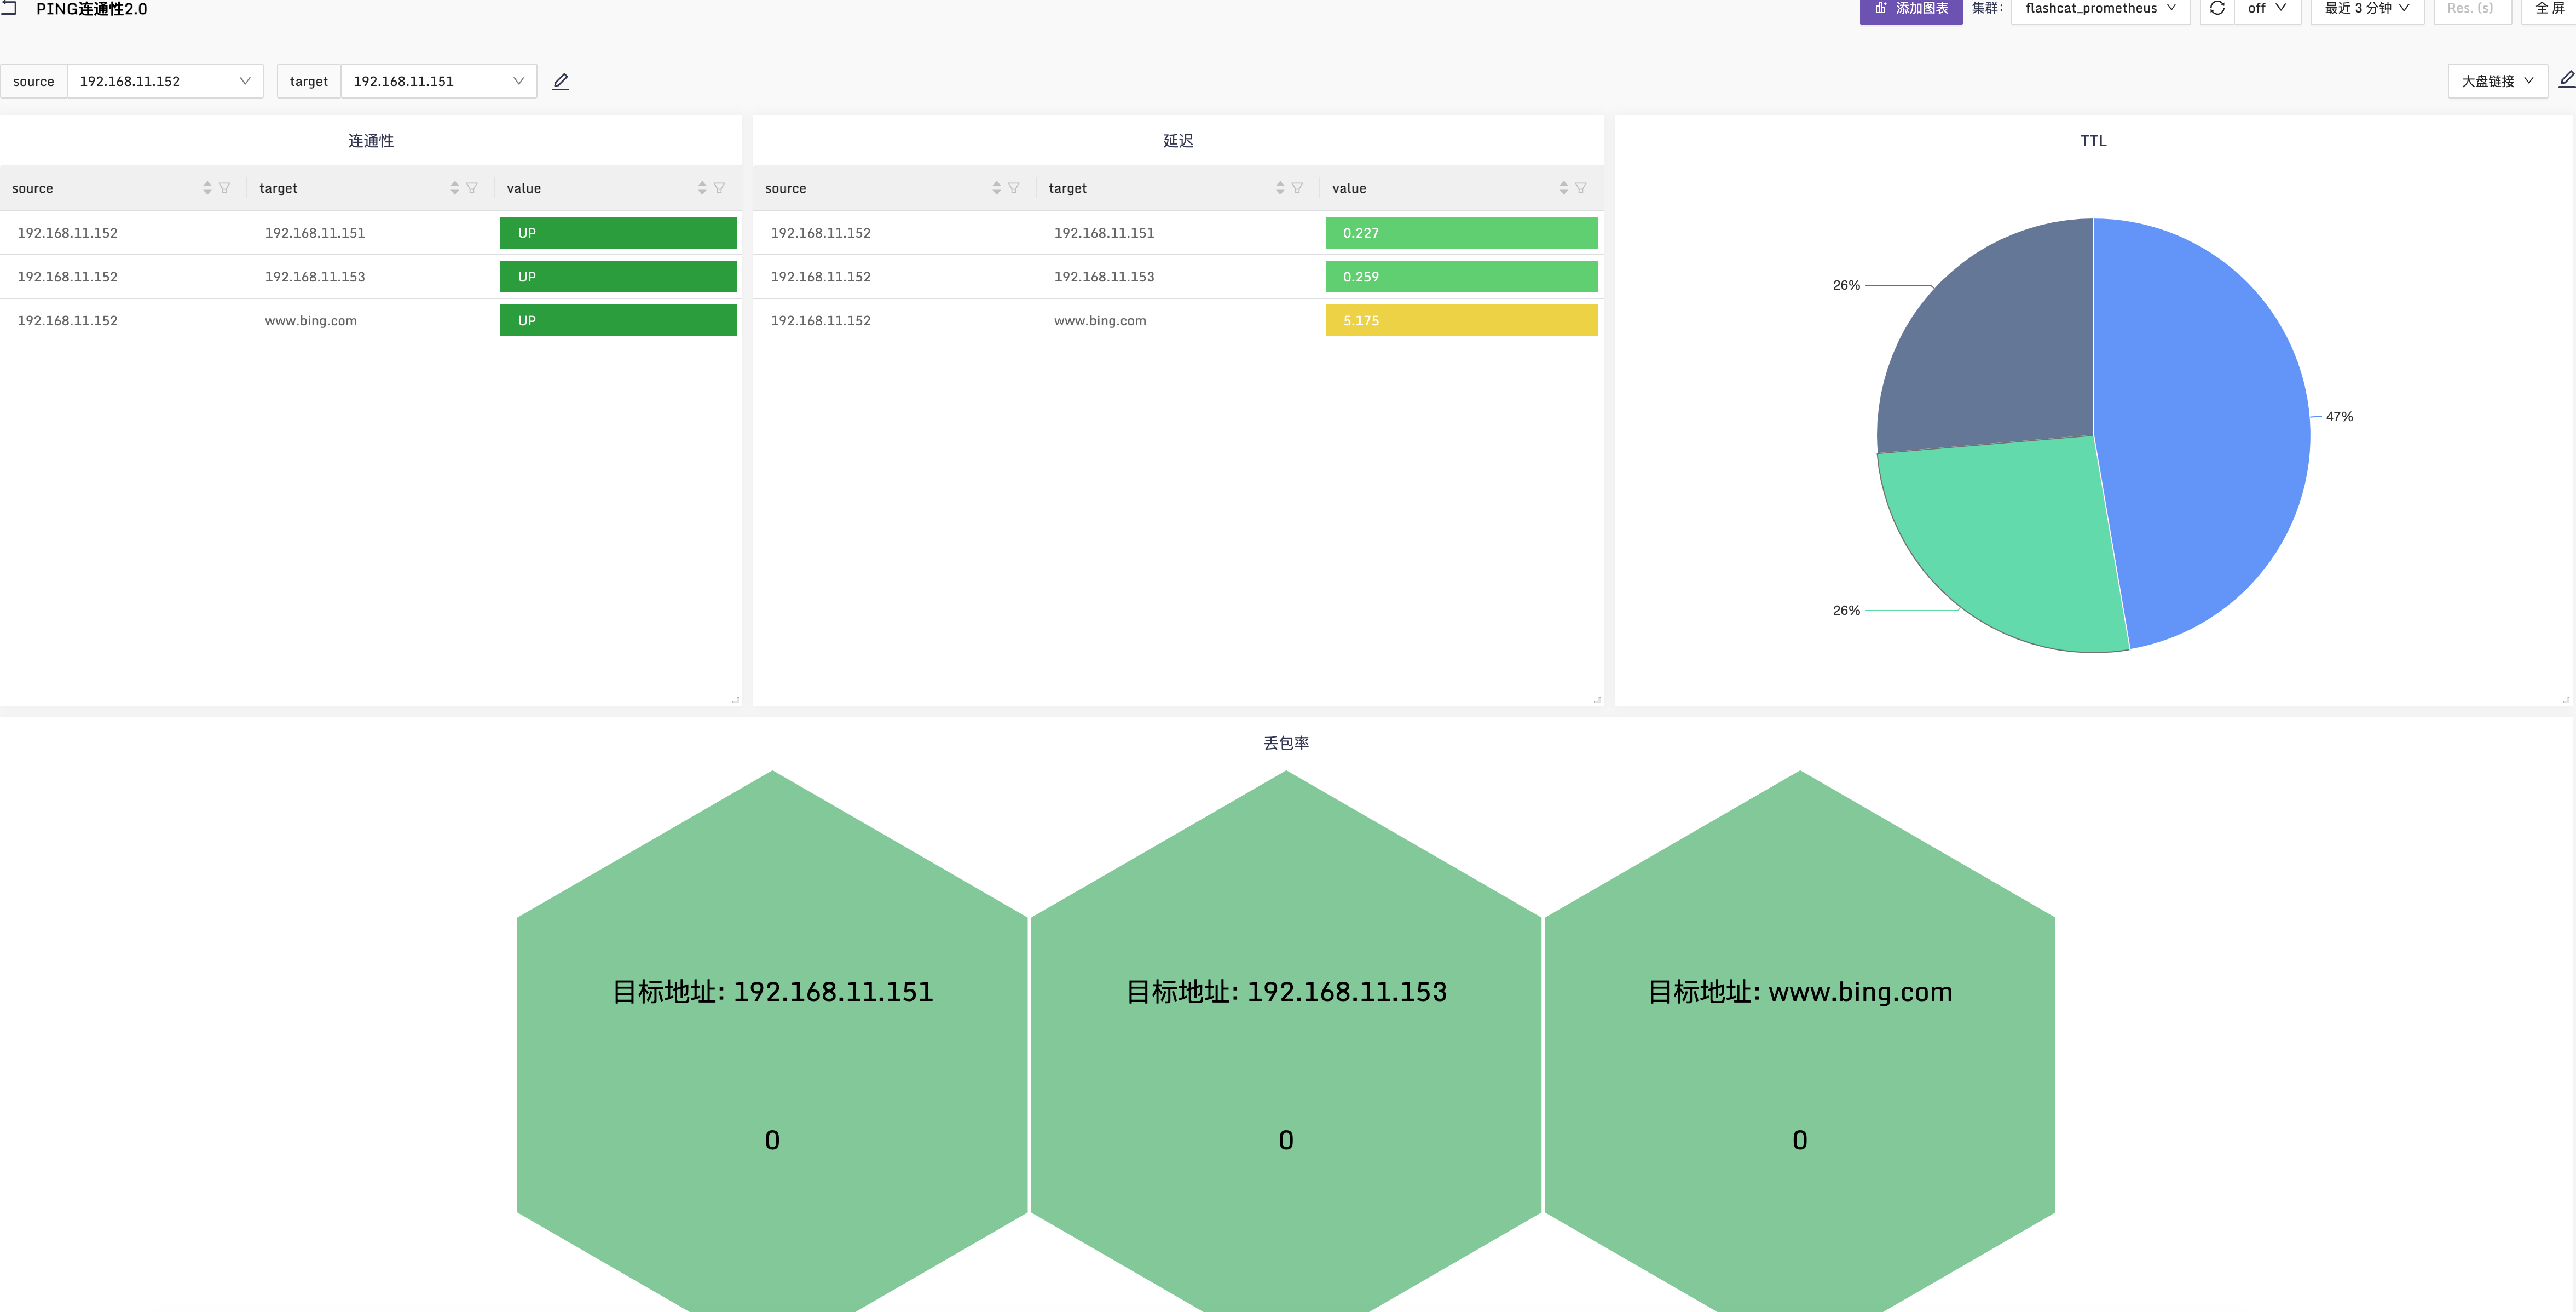 PING连通性2.0
添加图表 集群: flashcat_prometheus off 最近 3 分钟 Res. (s) 全屏
source 192.168.11.152 target 192.168.11.151 大盘链接
连通性
source target value
192.168.11.152 192.168.11.151 UP
192.168.11.152 192.168.11.153 UP
192.168.11.152 www.bing.com UP
延迟
source target value
192.168.11.152 192.168.11.151 0.227
192.168.11.152 192.168.11.153 0.259
192.168.11.152 www.bing.com 5.175
TTL
26%
47%
26%
丢包率
目标地址: 192.168.11.151
0
目标地址: 192.168.11.153
0
目标地址: www.bing.com
0